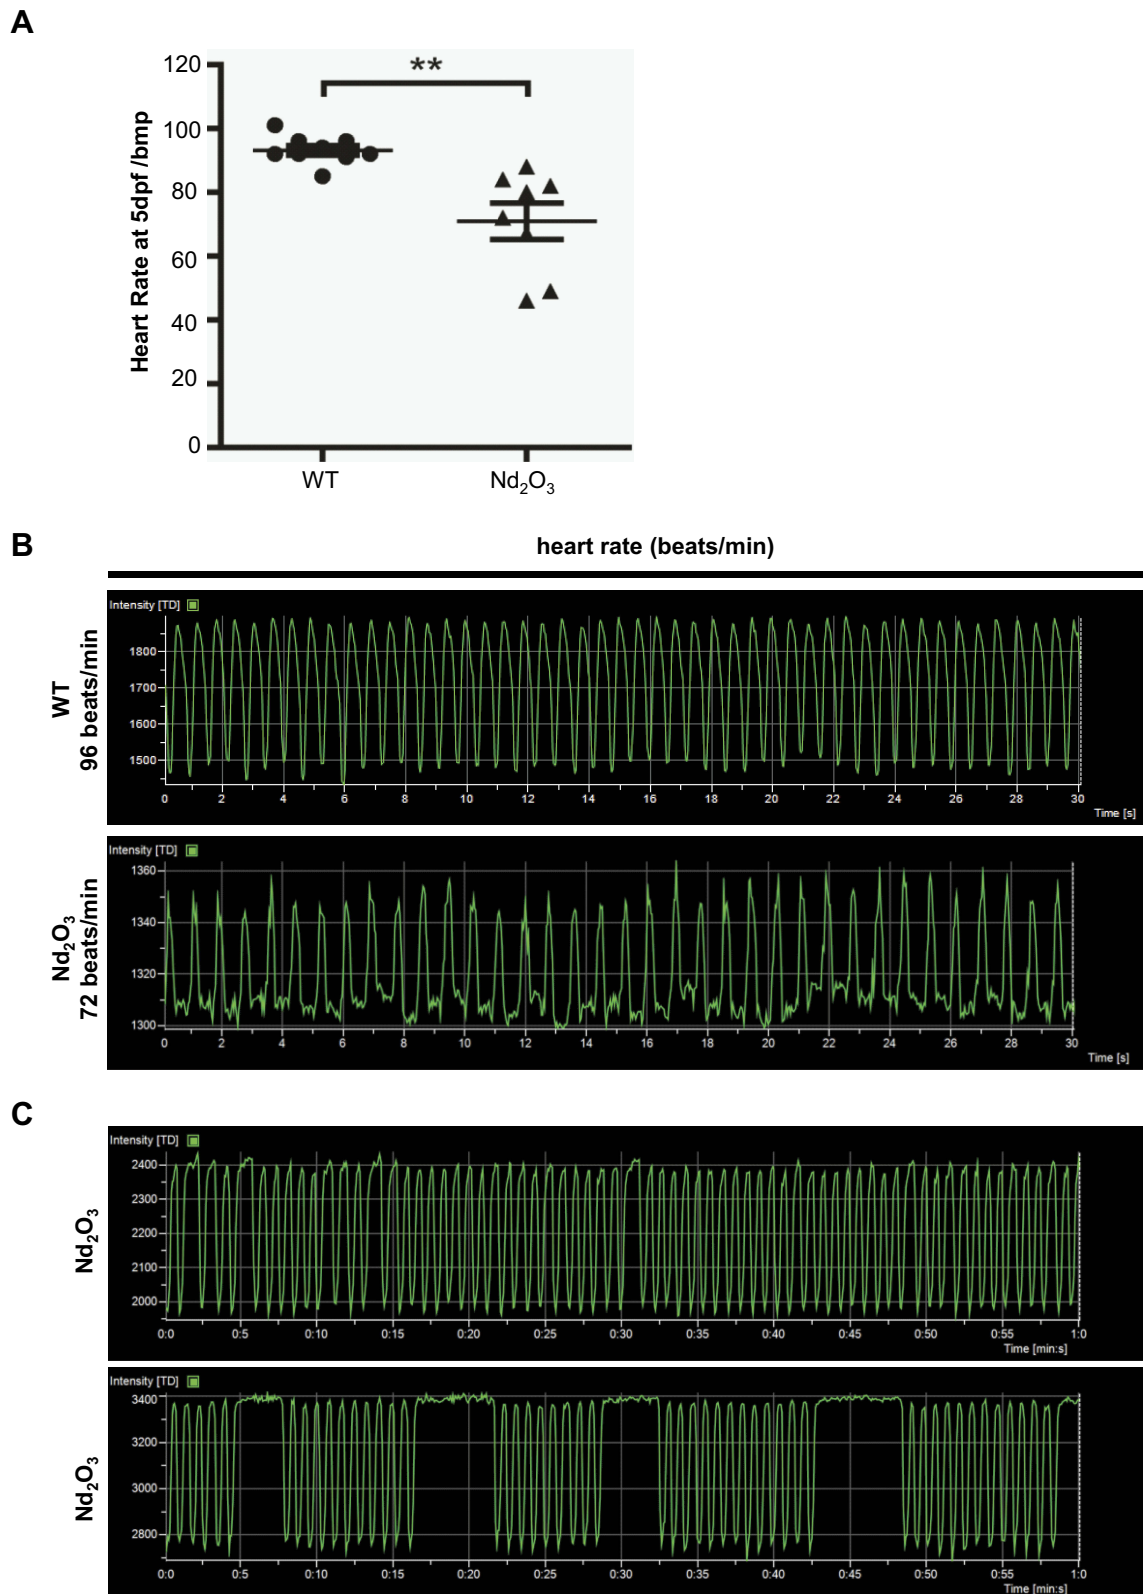 A
120
100
80
60
40
20
0
Heart Rate at 5dpf /bmp
**
WT
Nd₂O₃
B
heart rate (beats/min)
WT
96 beats/min
Intensity [TD]
1800
1700
1600
1500
0 2 4 6 8 10 12 14 16 18 20 22 24 26 28 30
Time [s]
Nd₂O₃
72 beats/min
Intensity [TD]
1360
1340
1320
1300
0 2 4 6 8 10 12 14 16 18 20 22 24 26 28 30
Time [s]
C
Nd₂O₃
Intensity [TD]
2400
2300
2200
2100
2000
0:0 0:5 0:10 0:15 0:20 0:25 0:30 0:35 0:40 0:45 0:50 0:55 1:0
Time [min:s]
Nd₂O₃
Intensity [TD]
3400
3200
3000
2800
0:0 0:5 0:10 0:15 0:20 0:25 0:30 0:35 0:40 0:45 0:50 0:55 1:0
Time [min:s]